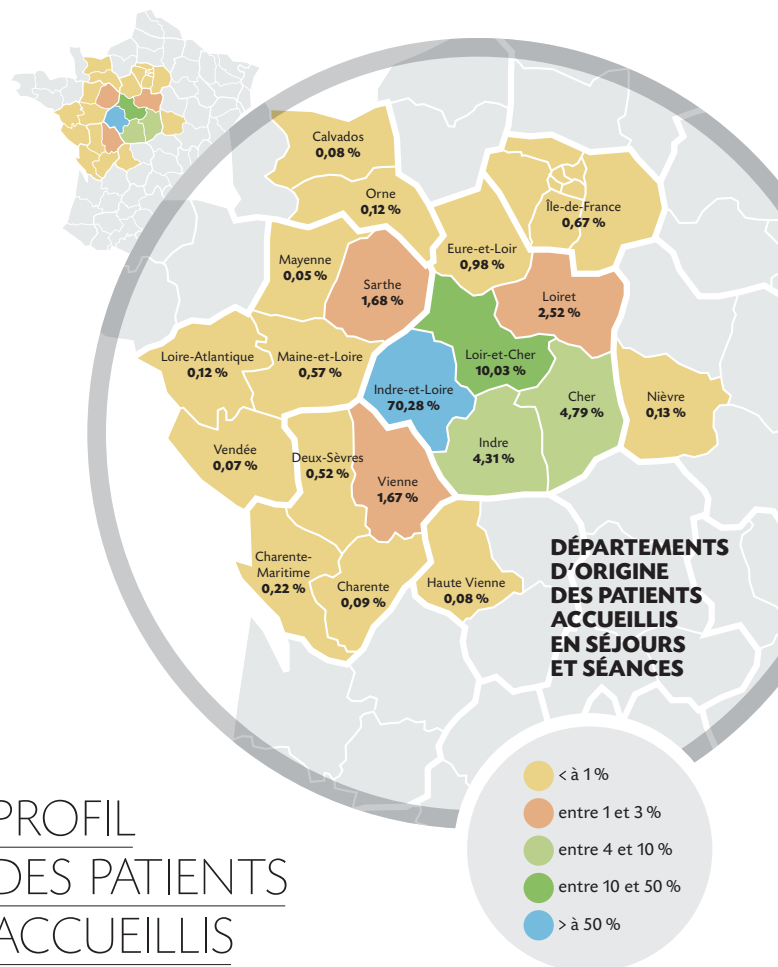 Calvados
0,08 %
Orne
0,12 %
Île-de-France
0,67 %
Eure-et-Loir
0,98 %
Mayenne
0,05 %
Sarthe
1,68 %
Loiret
2,52 %
Loire-Atlantique
0,12 %
Maine-et-Loire
0,57 %
Loir-et-Cher
10,03 %
Indre-et-Loire
70,28 %
Cher
4,79 %
Nièvre
0,13 %
Vendée
0,07 %
Deux-Sèvres
0,52 %
Indre
4,31 %
Vienne
1,67 %
Charente-
Maritime
0,22 %
Charente
0,09 %
Haute Vienne
0,08 %
DÉPARTEMENTS
D'ORIGINE
DES PATIENTS
ACCUEILLIS
EN SÉJOURS
ET SÉANCES
< à 1 %
entre 1 et 3 %
entre 4 et 10 %
entre 10 et 50 %
> à 50 %
PROFIL
DES PATIENTS
ACCUEILLIS